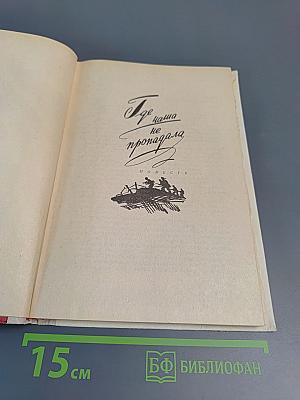 Где
наша
не
пропадала
ПОВЕСТЬ
15 см
БФ БИБЛИОФАН